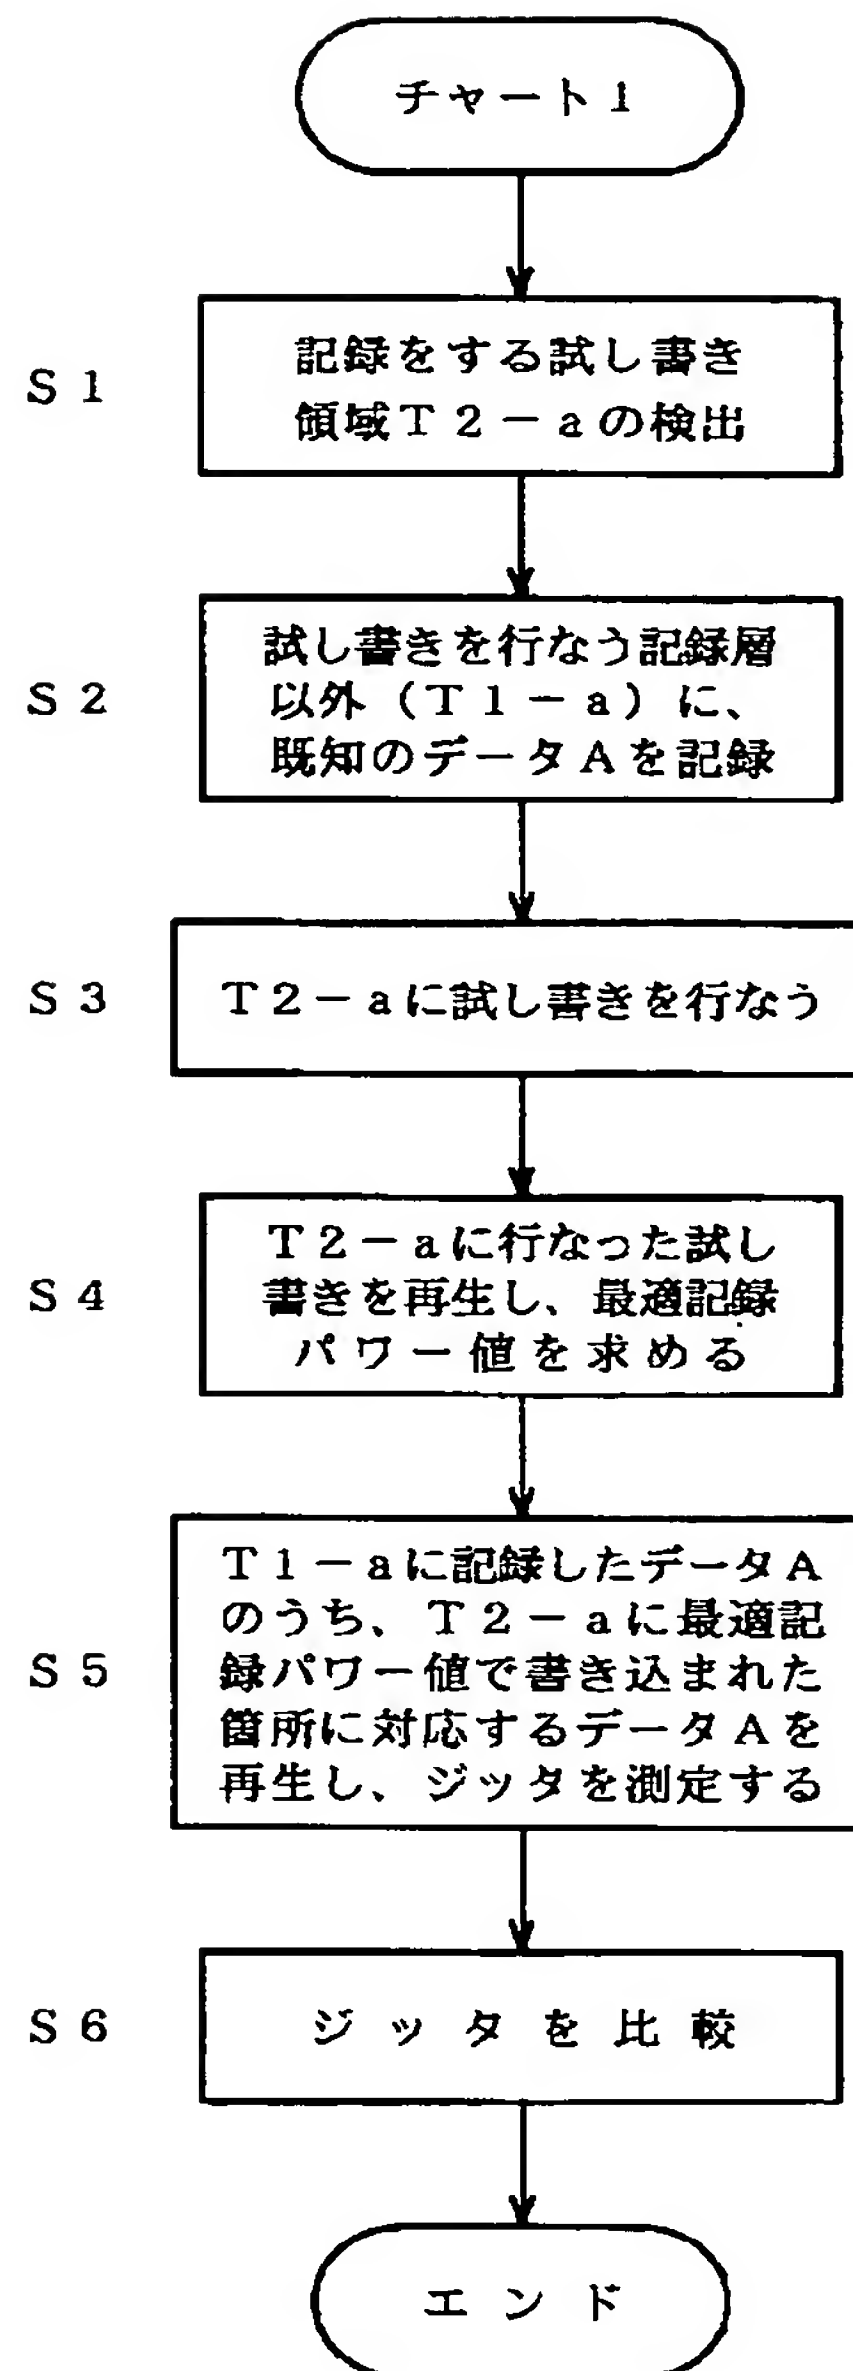 チャート1
S1
記録をする試し書き
領域T2－aの検出
S2
試し書きを行なう記録層
以外（T1－a）に、
既知のデータAを記録
S3
T2－aに試し書きを行なう
S4
T2－aに行なった試し
書きを再生し、最適記録
パワー値を求める
S5
T1－aに記録したデータA
のうち、T2－aに最適記
録パワー値で書き込まれた
箇所に対応するデータAを
再生し、ジッタを測定する
S6
ジッタを比較
エンド